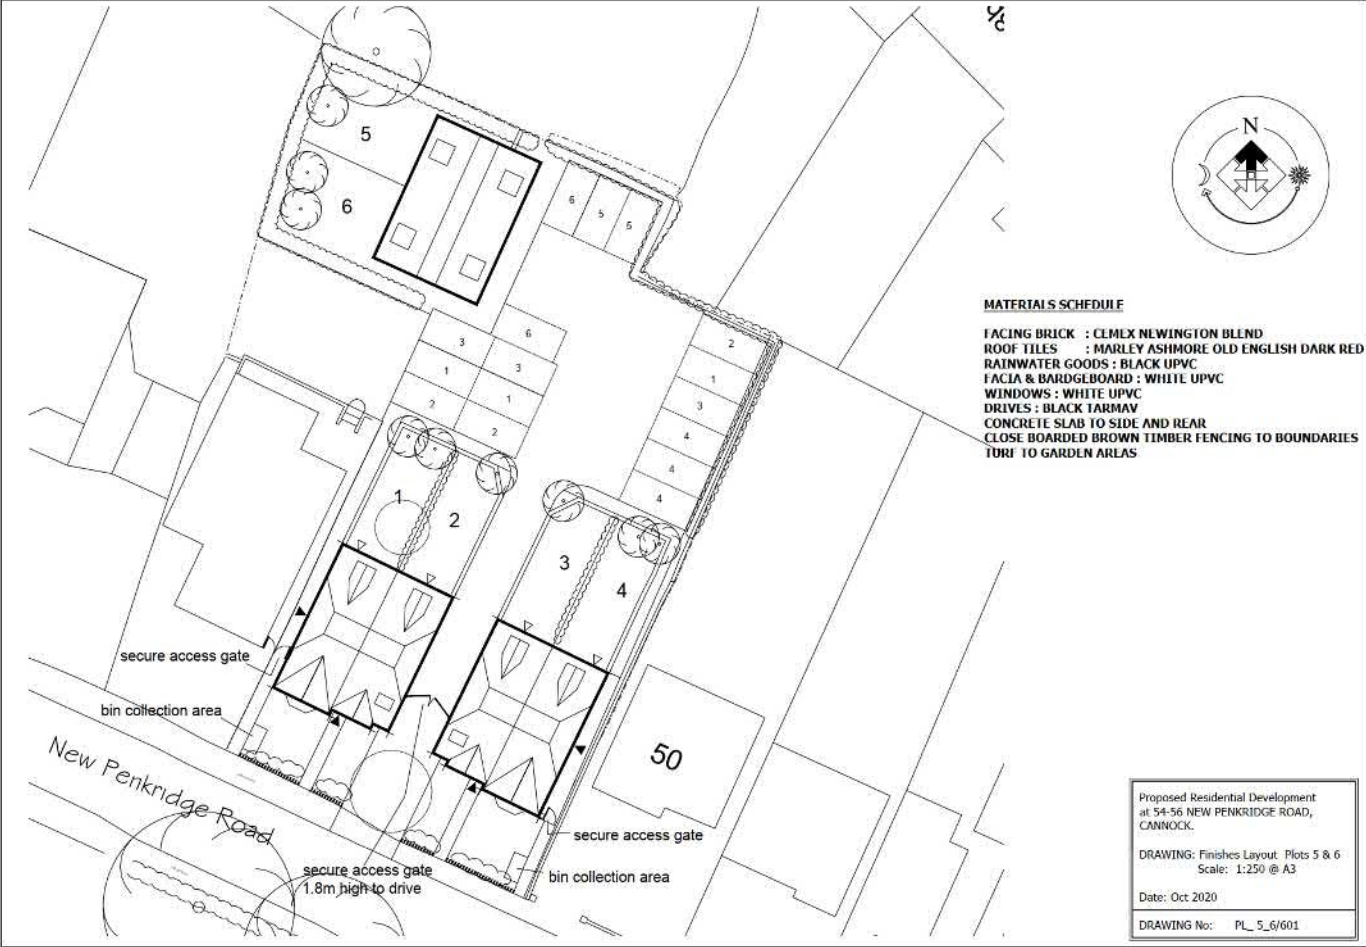 N
5
6
6
5
5
6
3
3
1
1
2
2
2
1
3
4
4
4
1
2
3
4
50
secure access gate
bin collection area
New Penkridge Road
secure access gate
1.8m high to drive
secure access gate
bin collection area
MATERIALS SCHEDULE
FACING BRICK : CEMEX NEWINGTON BLEND
ROOF TILES : MARLEY ASHMORE OLD ENGLISH DARK RED
RAINWATER GOODS : BLACK UPVC
FACIA & BARDGEBOARD : WHITE UPVC
WINDOWS : WHITE UPVC
DRIVES : BLACK TARMAV
CONCRETE SLAB TO SIDE AND REAR
CLOSE BOARDED BROWN TIMBER FENCING TO BOUNDARIES
TURF TO GARDEN AREAS
Proposed Residential Development
at 54-56 NEW PENKRIDGE ROAD,
CANNOCK.
DRAWING: Finishes Layout Plots 5 & 6
Scale: 1:250 @ A3
Date: Oct 2020
DRAWING No: PL_ 5_6/601